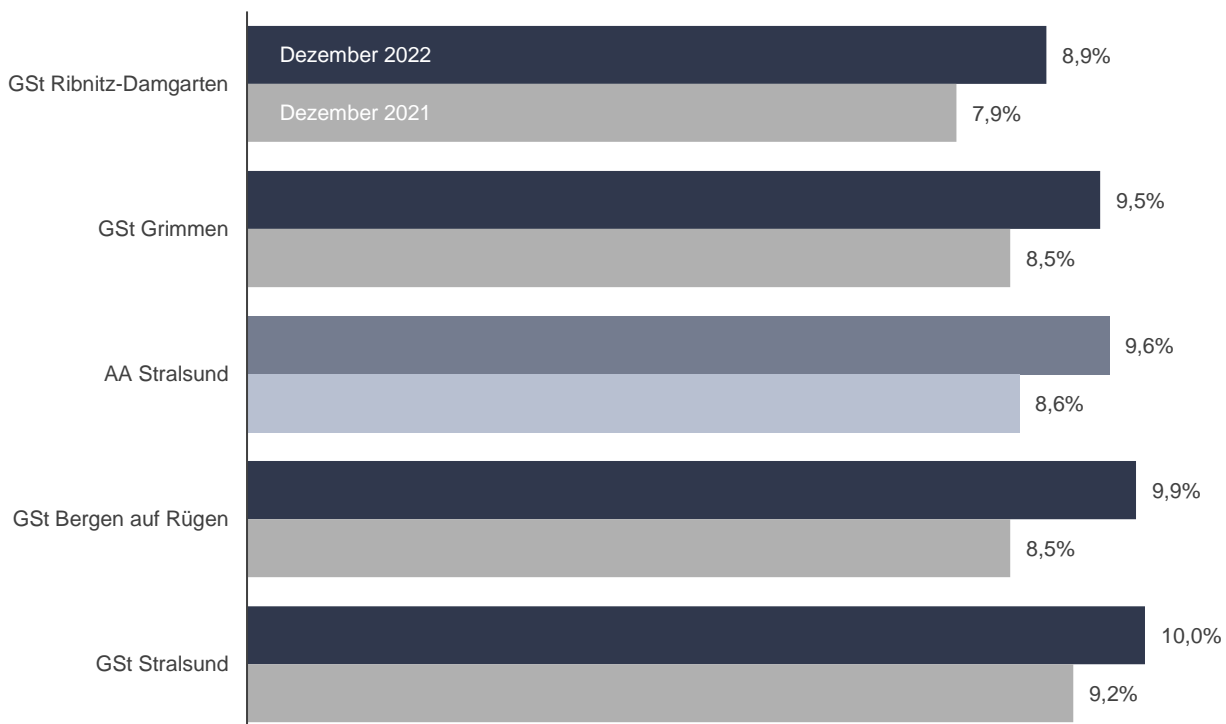 Dezember 2022
8,9%
GSt Ribnitz-Damgarten
Dezember 2021
7,9%
9,5%
GSt Grimmen
8,5%
9,6%
AA Stralsund
8,6%
9,9%
GSt Bergen auf Rügen
8,5%
10,0%
GSt Stralsund
9,2%